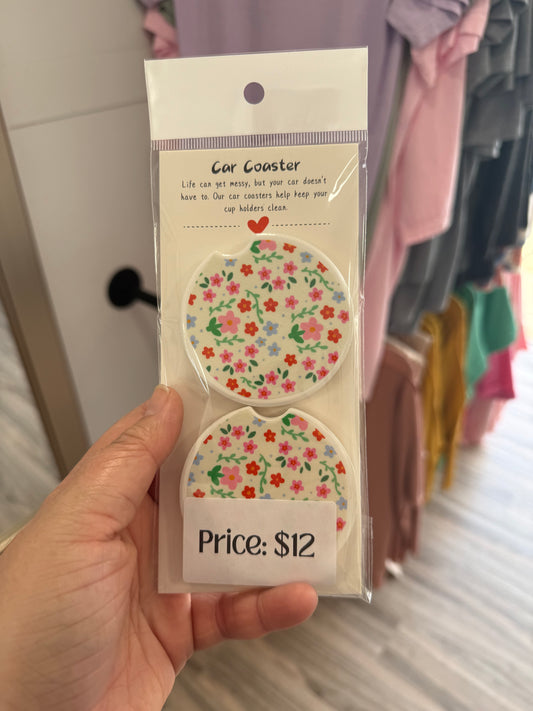 Car Coaster
Life can get messy, but your car doesn't
have to. Our car coasters help keep your
cup holders clean.
Price: $12